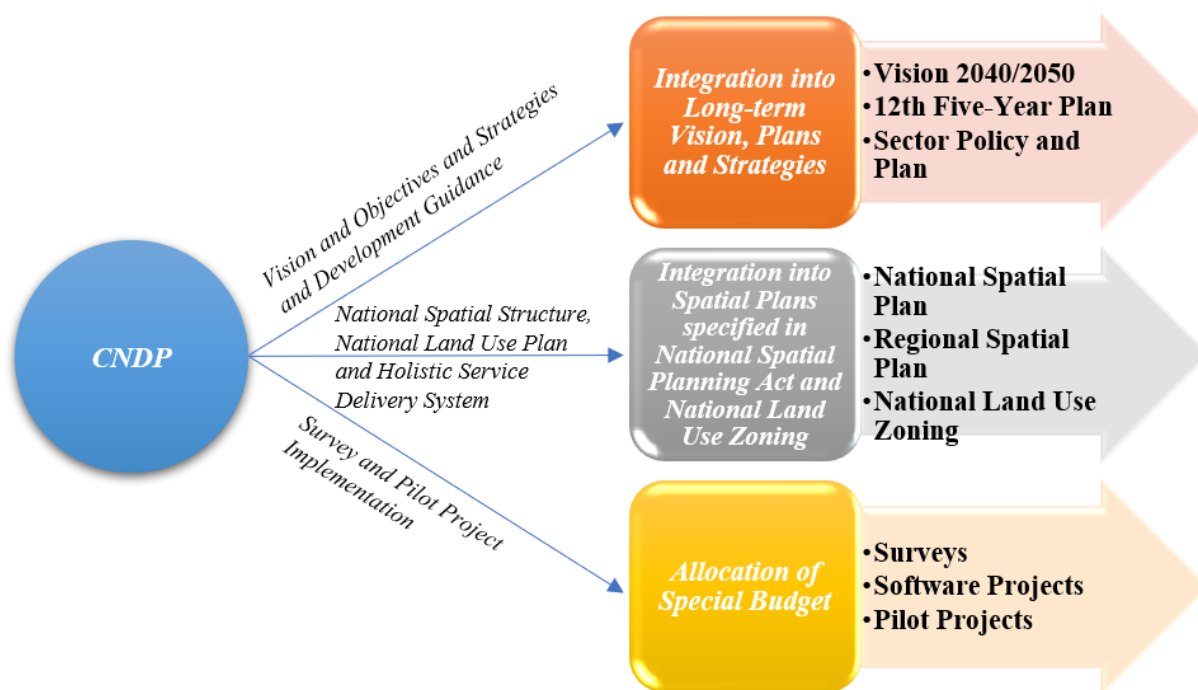 CNDP
Vision and Objectives and Strategies
and Development Guidance
National Spatial Structure,
National Land Use Plan
and Holistic Service
Delivery System
Survey and Pilot Project
Implementation
Integration into
Long-term
Vision, Plans
and Strategies
•Vision 2040/2050
•12th Five-Year Plan
•Sector Policy and
Plan
Integration into
Spatial Plans
specified in
National Spatial
Planning Act and
National Land
Use Zoning
•National Spatial
Plan
•Regional Spatial
Plan
•National Land Use
Zoning
Allocation of
Special Budget
•Surveys
•Software Projects
•Pilot Projects